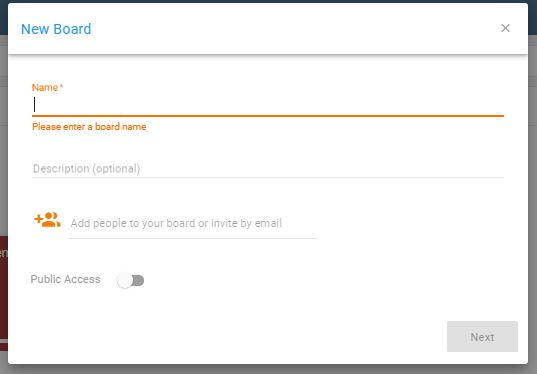 New Board
Name*
Please enter a board name
Description (optional)
Add people to your board or invite by email
Public Access
Next
en